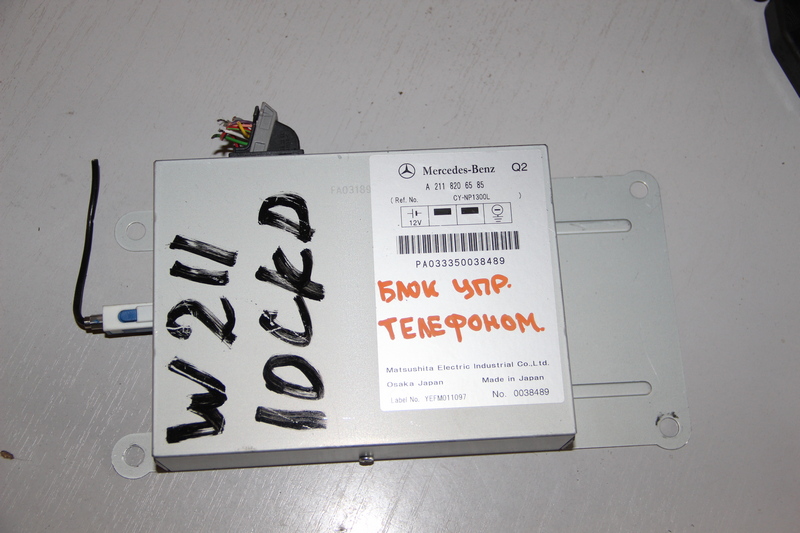 FA03189
Mercedes-Benz Q2
A 211 820 65 85
(Ref. No. CY-NP1300L )
12V
PA033350038489
БЛОК УПР.
ТЕЛЕФОНОМ.
Matsushita Electric Industrial Co.,Ltd.
Osaka Japan Made in Japan
Label No. YEFM011097 No. 0038489
W211
10CKD